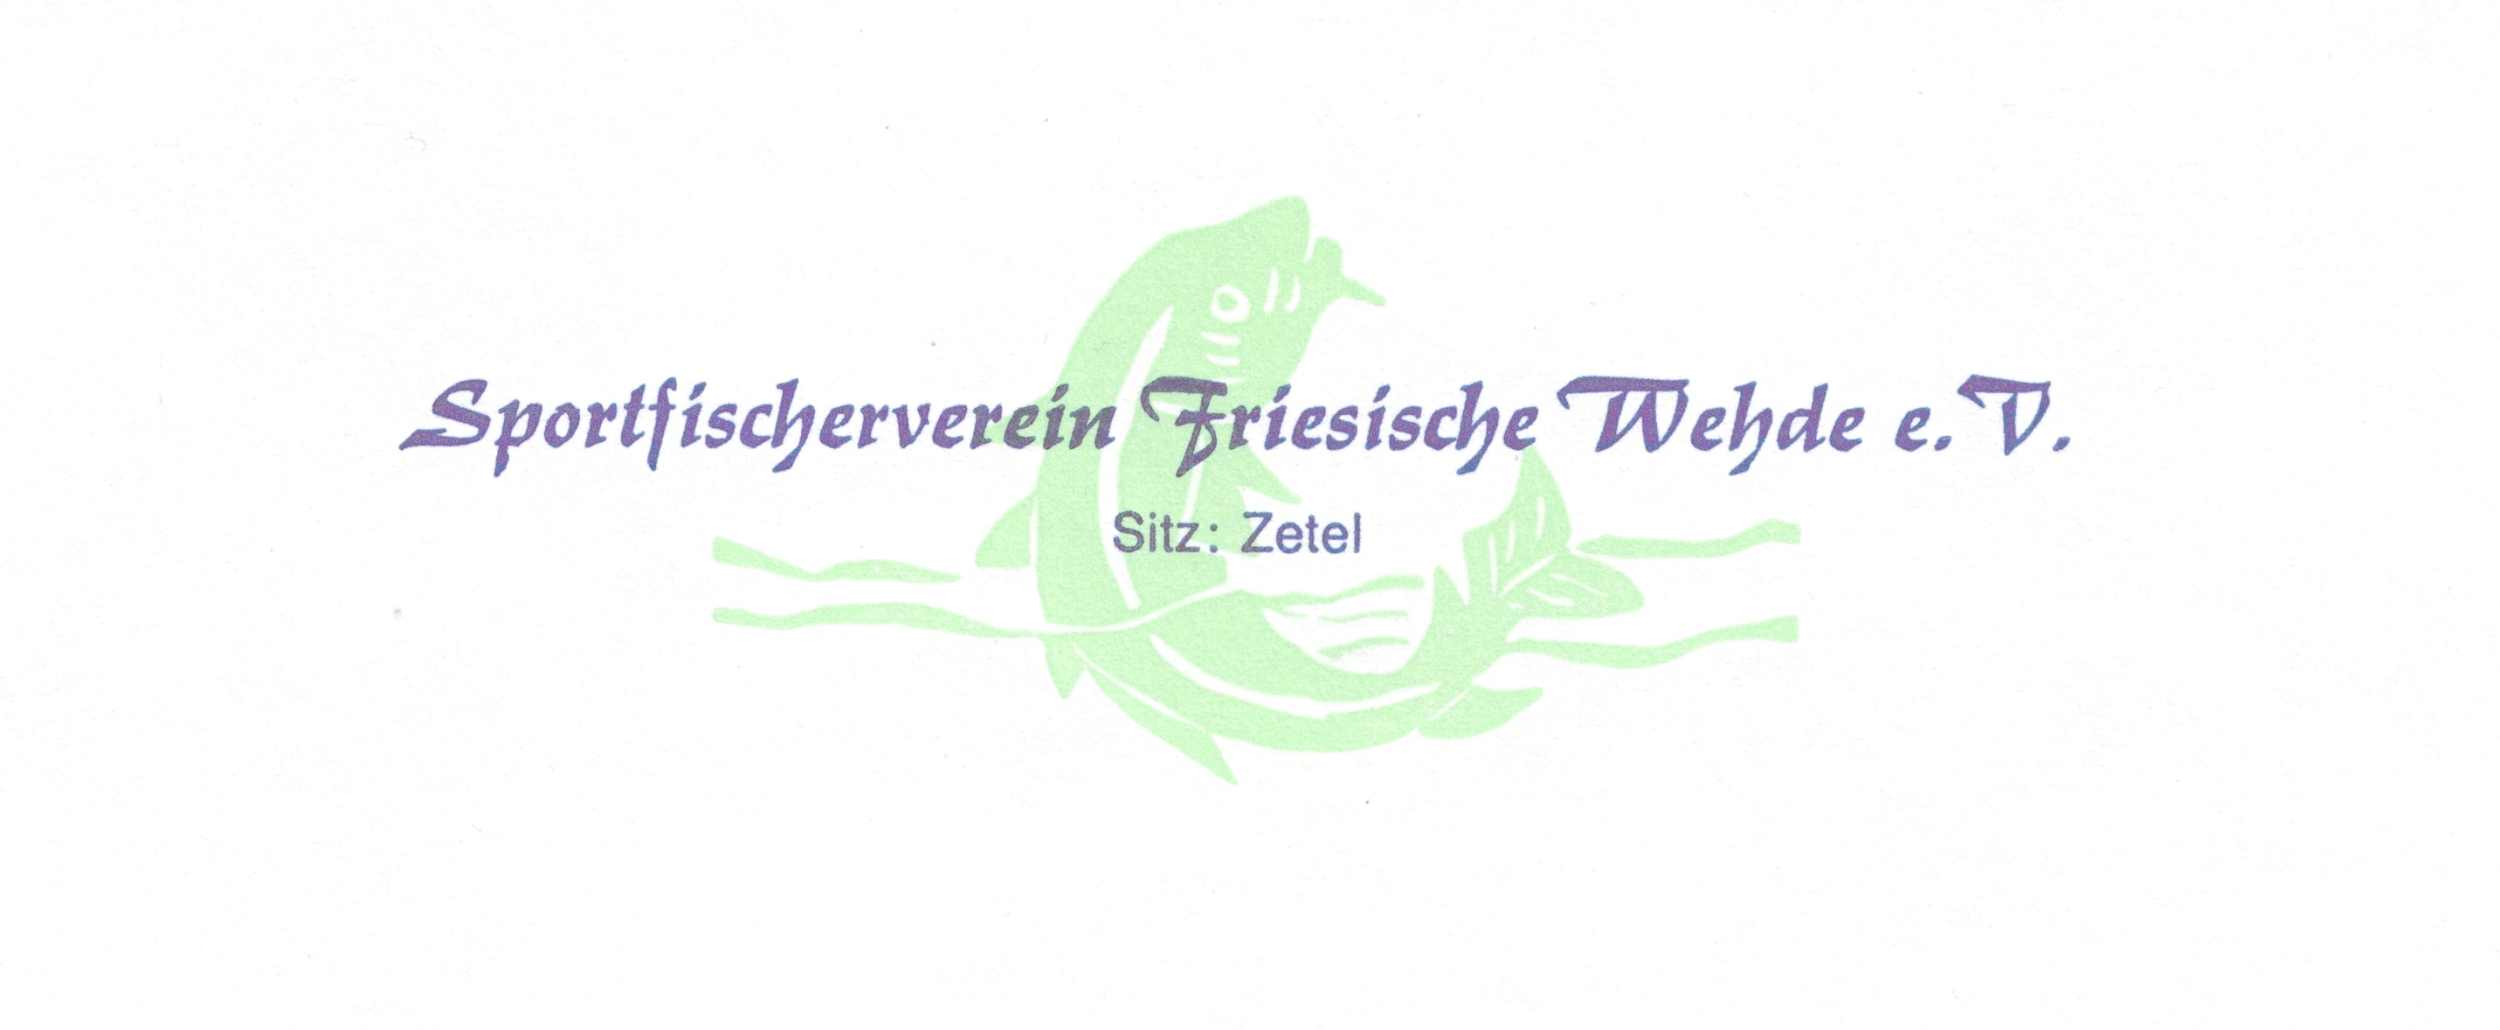 Sportfischerverein Friesische Wehde e. V.
Sitz: Zetel